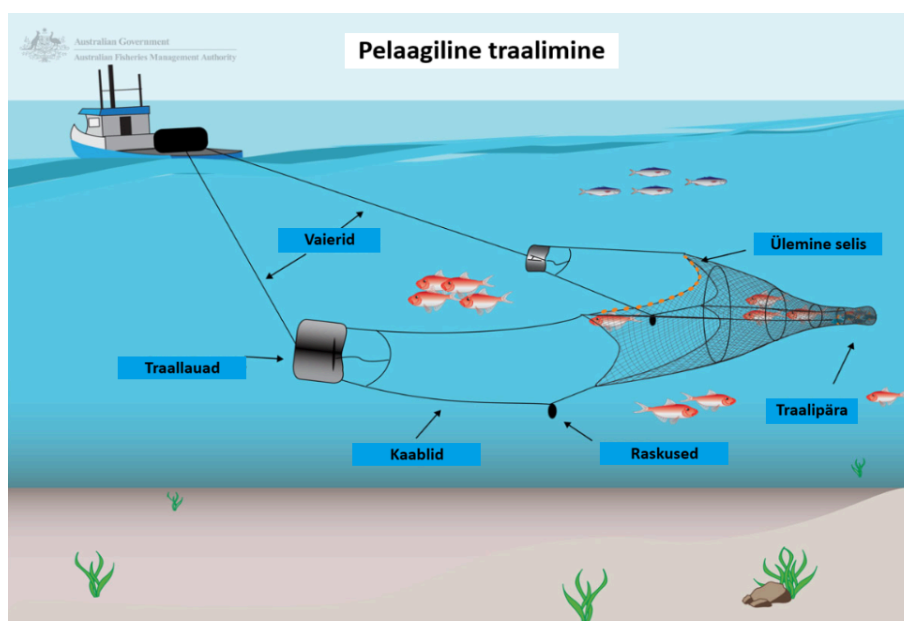 Australian Government
Australian Fisheries Management Authority
Pelaagiline traalimine
Vaierid
Ülemine selis
Traallauad
Traalipära
Kaablid
Raskused